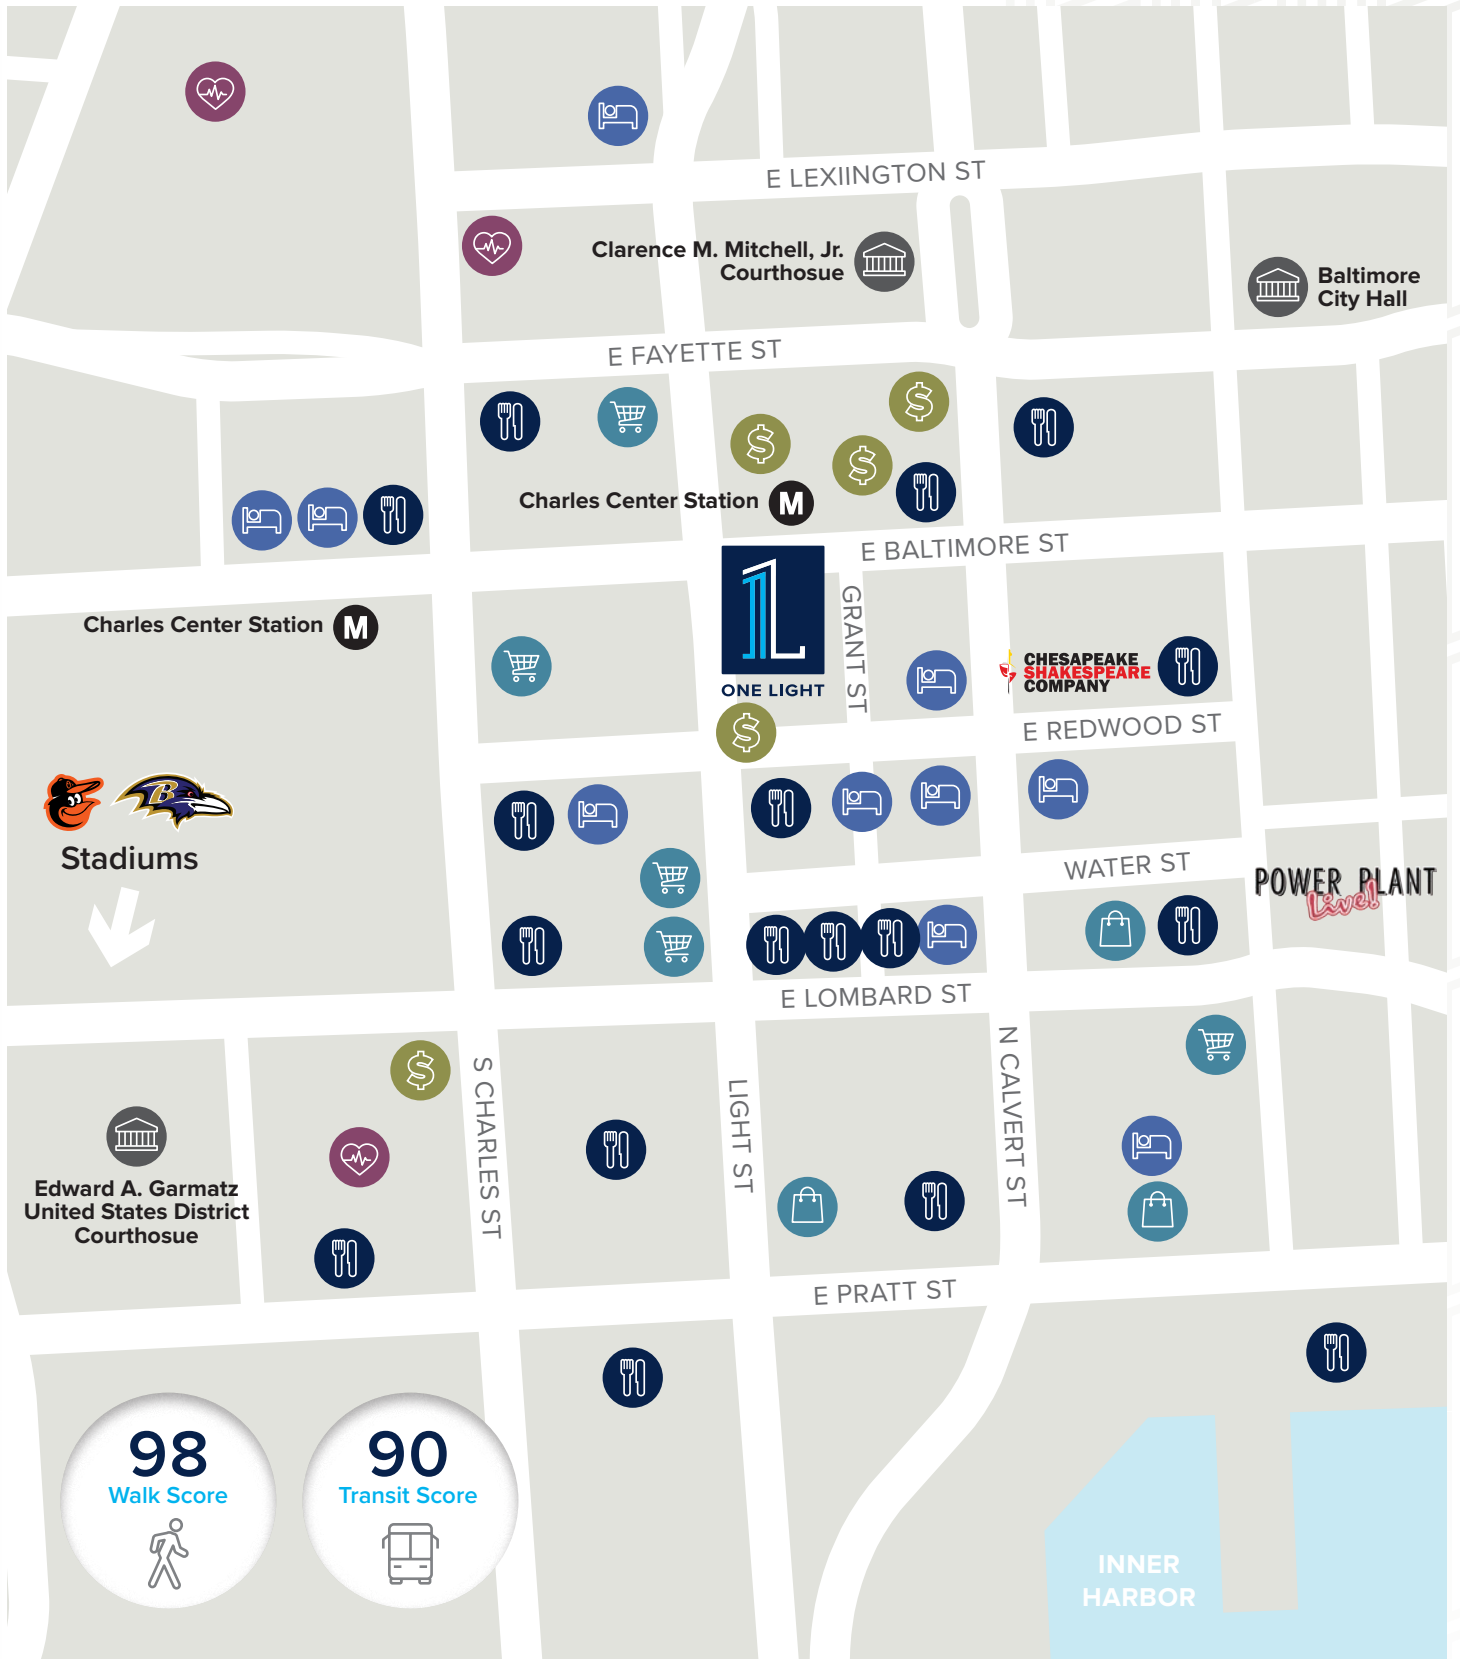 E LEXIINGTON ST
Clarence M. Mitchell, Jr.
Courthosue
Baltimore
City Hall
E FAYETTE ST
$
$
$
Charles Center Station
M
E BALTIMORE ST
1L
ONE LIGHT
GRANT ST
Charles Center Station
M
CHESAPEAKE
SHAKESPEARE
COMPANY
E REDWOOD ST
$
B
Stadiums
WATER ST
POWER PLANT
Live!
E LOMBARD ST
$
S CHARLES ST
LIGHT ST
N CALVERT ST
Edward A. Garmatz
United States District
Courthosue
E PRATT ST
98
Walk Score
90
Transit Score
INNER
HARBOR